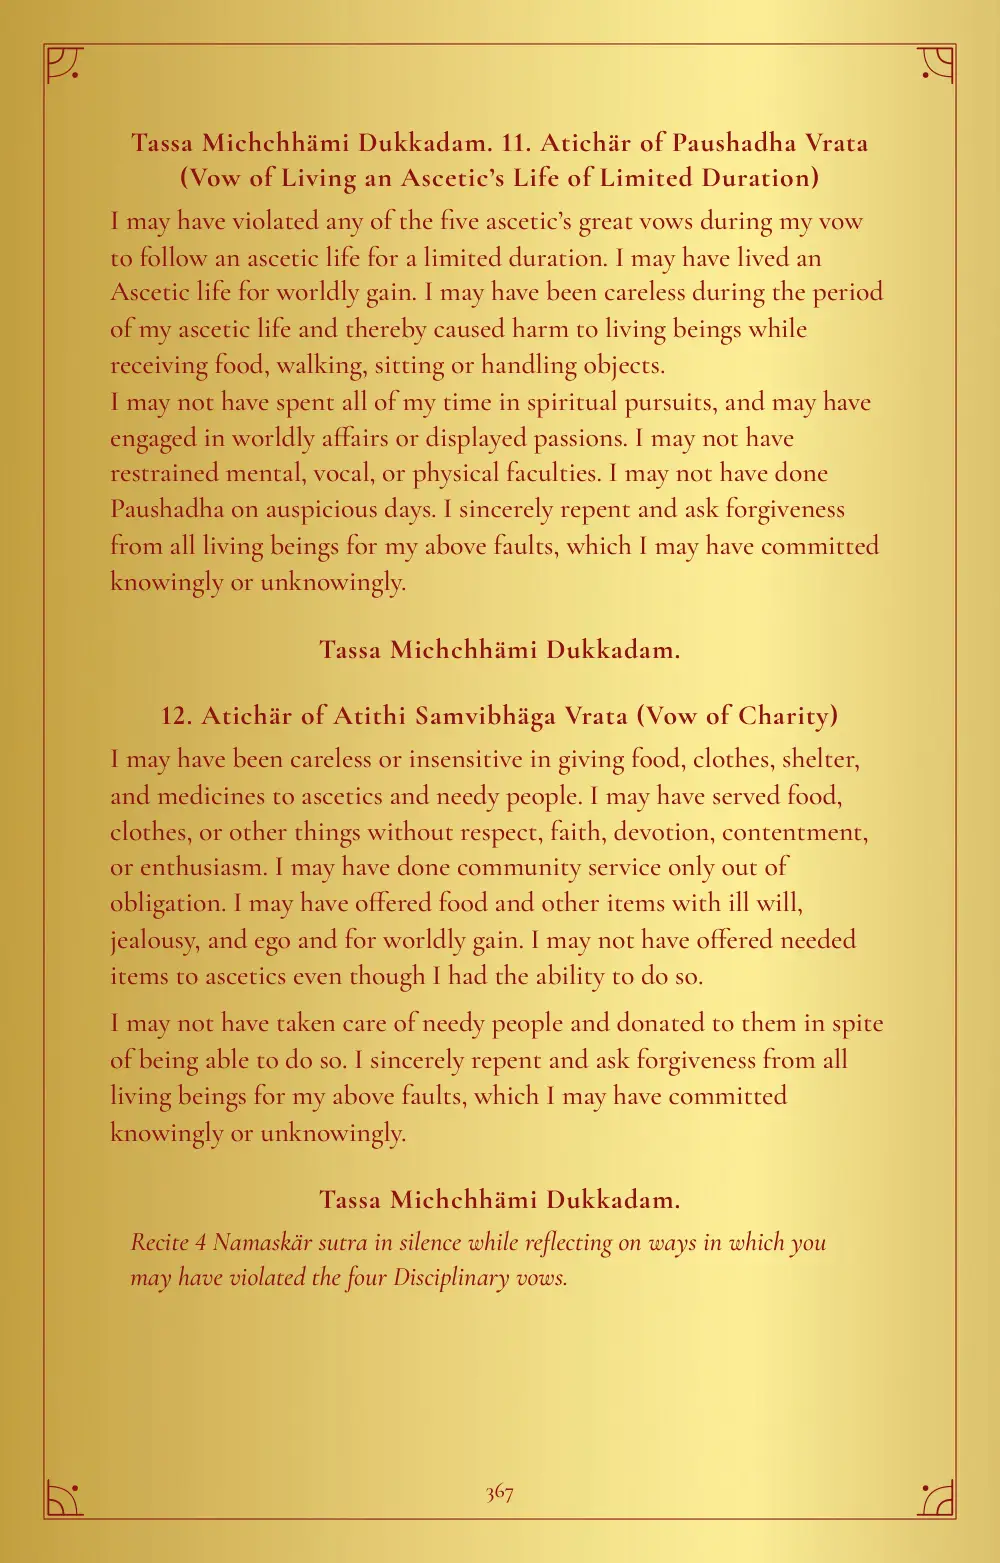 Tassa Michchhämi Dukkadam. 11. Atichär of Paushadha Vrata
(Vow of Living an Ascetic's Life of Limited Duration)
I may have violated any of the five ascetic's great vows during my vow
to follow an ascetic life for a limited duration. I may have lived an
Ascetic life for worldly gain. I may have been careless during the period
of my ascetic life and thereby caused harm to living beings while
receiving food, walking, sitting or handling objects.
I may not have spent all of my time in spiritual pursuits, and may have
engaged in worldly affairs or displayed passions. I may not have
restrained mental, vocal, or physical faculties. I may not have done
Paushadha on auspicious days. I sincerely repent and ask forgiveness
from all living beings for my above faults, which I may have committed
knowingly or unknowingly.
Tassa Michchhämi Dukkadam.
12. Atichär of Atithi Samvibhäga Vrata (Vow of Charity)
I may have been careless or insensitive in giving food, clothes, shelter,
and medicines to ascetics and needy people. I may have served food,
clothes, or other things without respect, faith, devotion, contentment,
or enthusiasm. I may have done community service only out of
obligation. I may have offered food and other items with ill will,
jealousy, and ego and for worldly gain. I may not have offered needed
items to ascetics even though I had the ability to do so.
I may not have taken care of needy people and donated to them in spite
of being able to do so. I sincerely repent and ask forgiveness from all
living beings for my above faults, which I may have committed
knowingly or unknowingly.
Tassa Michchhämi Dukkadam.
Recite 4 Namaskär sutra in silence while reflecting on ways in which you
may have violated the four Disciplinary vows.
367